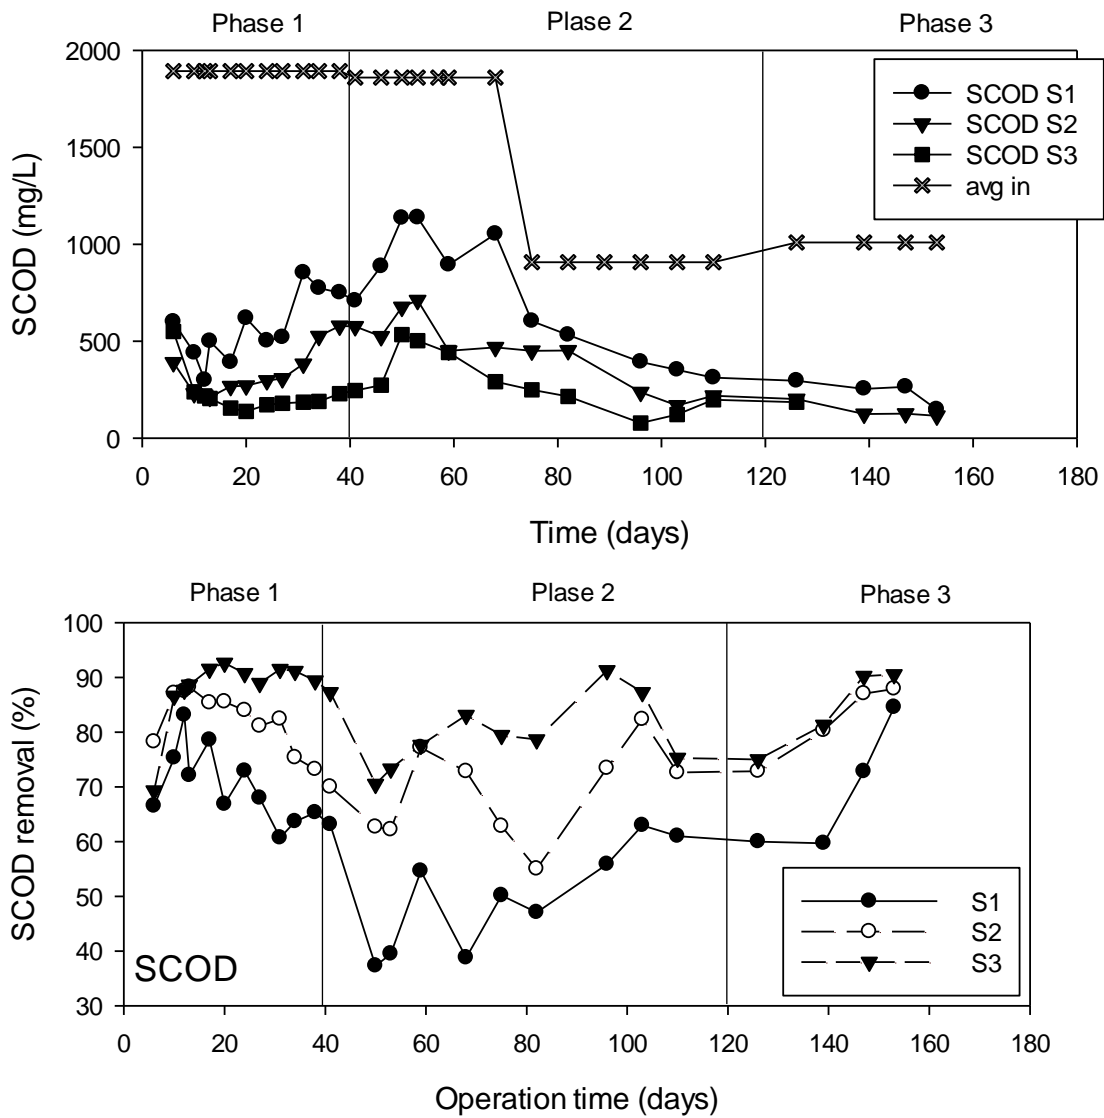 Phase 1 Plase 2 Phase 3
2000
1500
1000
500
0
SCOD (mg/L)
SCOD S1
SCOD S2
SCOD S3
avg in
0 20 40 60 80 100 120 140 160 180
Time (days)
Phase 1 Plase 2 Phase 3
100
90
80
70
60
50
40
30
SCOD removal (%)
S1
S2
S3
SCOD
0 20 40 60 80 100 120 140 160 180
Operation time (days)